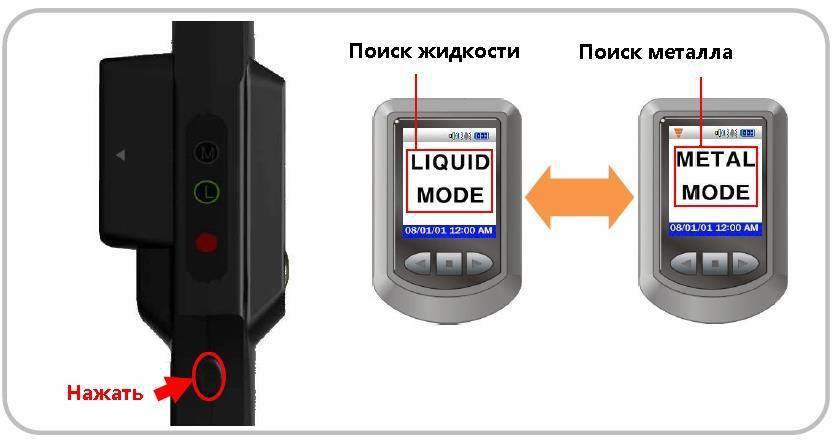 Поиск жидкости
Поиск металла
LIQUID
MODE
08/01/01 12:00 AM
METAL
MODE
08/01/01 12:00 AM
M
L
Нажать